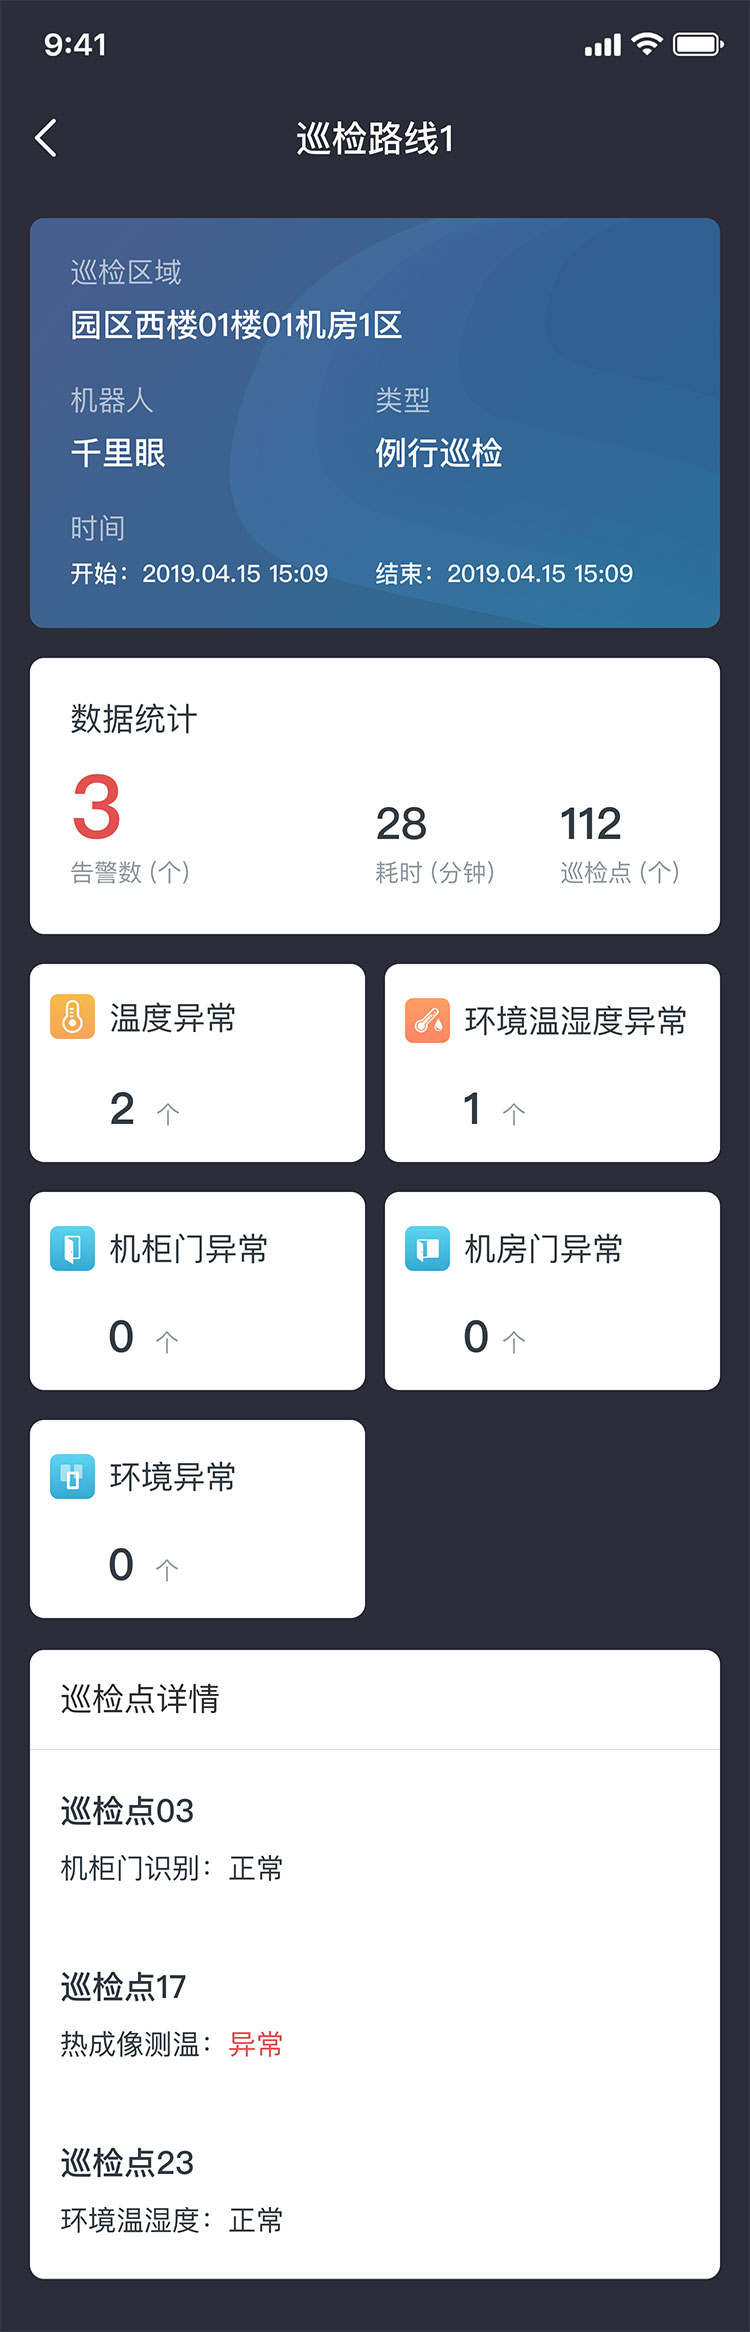 9:41
巡检路线1
巡检区域
园区西楼01楼01机房1区
机器人 类型
千里眼 例行巡检
时间
开始：2019.04.15 15:09 结束：2019.04.15 15:09
数据统计
3 28 112
告警数 (个) 耗时 (分钟) 巡检点 (个)
温度异常 环境温湿度异常
2 个 1 个
机柜门异常 机房门异常
0 个 0 个
环境异常
0 个
巡检点详情
巡检点03
机柜门识别：正常
巡检点17
热成像测温：异常
巡检点23
环境温湿度：正常